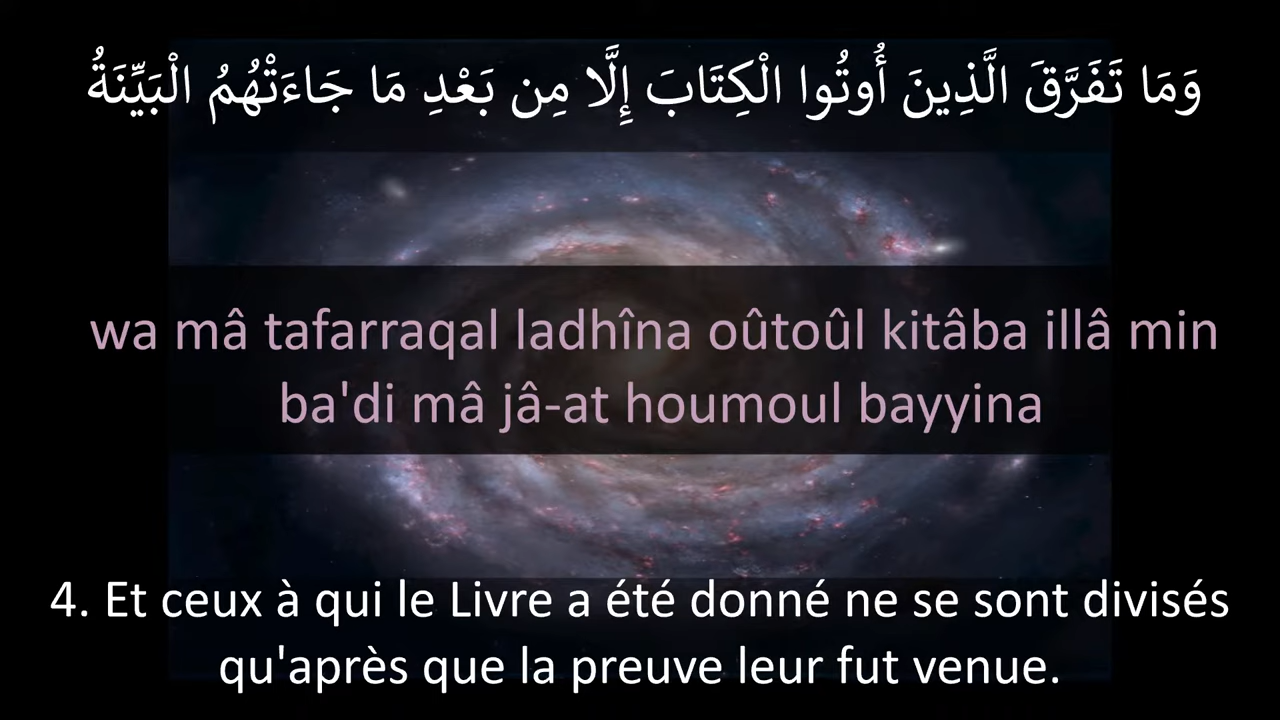 وَمَا تَفَرَّقَ الَّذِينَ أُوتُوا الْكِتَابَ إِلَّا مِن بَعْدِ مَا جَاءَتْهُمُ الْبَيِّنَةُ
wa mâ tafarraqal ladhîna oûtoûl kitâba illâ min
ba'di mâ jâ-at houmoul bayyina
4. Et ceux à qui le Livre a été donné ne se sont divisés
qu'après que la preuve leur fut venue.